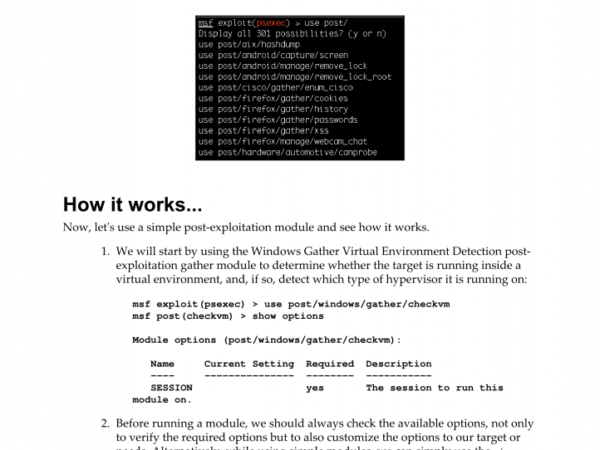 msf exploit(psexec) > use post/
Display all 301 possibilities? (y or n)
use post/aix/hashdump
use post/android/capture/screen
use post/android/manage/remove_lock
use post/android/manage/remove_lock_root
use post/cisco/gather/enum_cisco
use post/firefox/gather/cookies
use post/firefox/gather/history
use post/firefox/gather/passwords
use post/firefox/gather/xss
use post/firefox/manage/webcam_chat
use post/hardware/automotive/canprobe
How it works...
Now, let's use a simple post-exploitation module and see how it works.
1. We will start by using the Windows Gather Virtual Environment Detection post-
exploitation gather module to determine whether the target is running inside a
virtual environment, and, if so, detect which type of hypervisor it is running on:
msf exploit(psexec) > use post/windows/gather/checkvm
msf post(checkvm) > show options
Module options (post/windows/gather/checkvm):
Name Current Setting Required Description
---- --------------- -------- -----------
SESSION yes The session to run this
module on.
2. Before running a module, we should always check the available options, not only
to verify the required options but to also customize the options to our target or